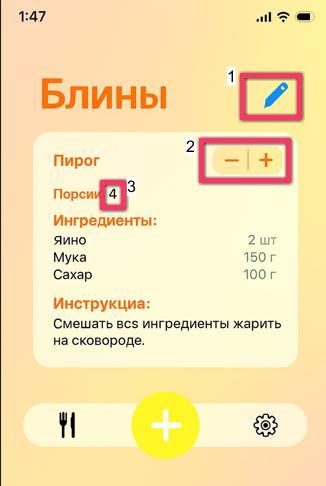 1:47
1
Блины
2
Пирог
− +
Порсии 4
3
Ингредиенты:
Яино 2 шт
Мука 150 г
Сахар 100 г
Инструкциа:
Смешать всs ингредиенты жарить
на сковороде.
+